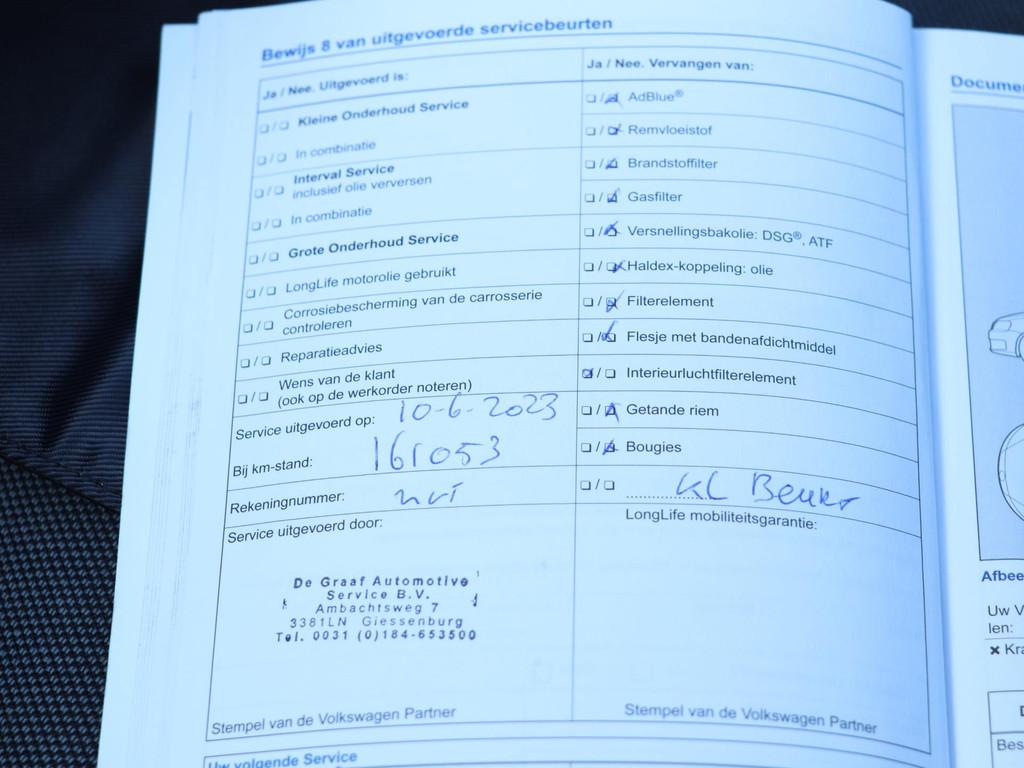 Bewijs 8 van uitgevoerde servicebeurten
Ja / Nee. Uitgevoerd is:
❏ / ❏ Kleine Onderhoud Service
❏ / ❏ In combinatie
❏ / ❏ Interval Service
inclusief olie verversen
❏ / ❏ In combinatie
❏ / ❏ Grote Onderhoud Service
❏ / ❏ LongLife motorolie gebruikt
❏ / ❏ Corrosiebescherming van de carrosserie
controleren
❏ / ❏ Reparatieadvies
❏ / ❏ Wens van de klant
(ook op de werkorder noteren)
Service uitgevoerd op: 10-6-2023
Bij km-stand: 161053
Rekeningnummer:
Service uitgevoerd door:
De Graaf Automotive
Service B.V.
Ambachtsweg 7
3381LN Giessenburg
Tel. 0031 (0)184-653500
Stempel van de Volkswagen Partner
Ja / Nee. Vervangen van:
❏ / ❏ AdBlue®
❏ / ❏ Remvloeistof
❏ / ❏ Brandstoffilter
❏ / ❏ Gasfilter
❏ / ❏ Versnellingsbakolie: DSG®, ATF
❏ / ❏ Haldex-koppeling: olie
❏ / ❏ Filterelement
❏ / ❏ Flesje met bandenafdichtmiddel
❏ / ❏ Interieurluchtfilterelement
❏ / ❏ Getande riem
❏ / ❏ Bougies
❏ / ❏ KL Beurt
LongLife mobiliteitsgarantie:
Stempel van de Volkswagen Partner
Uw volgende Service
Docume
Afbee
Uw V
len:
✖ Kra
D
Bes